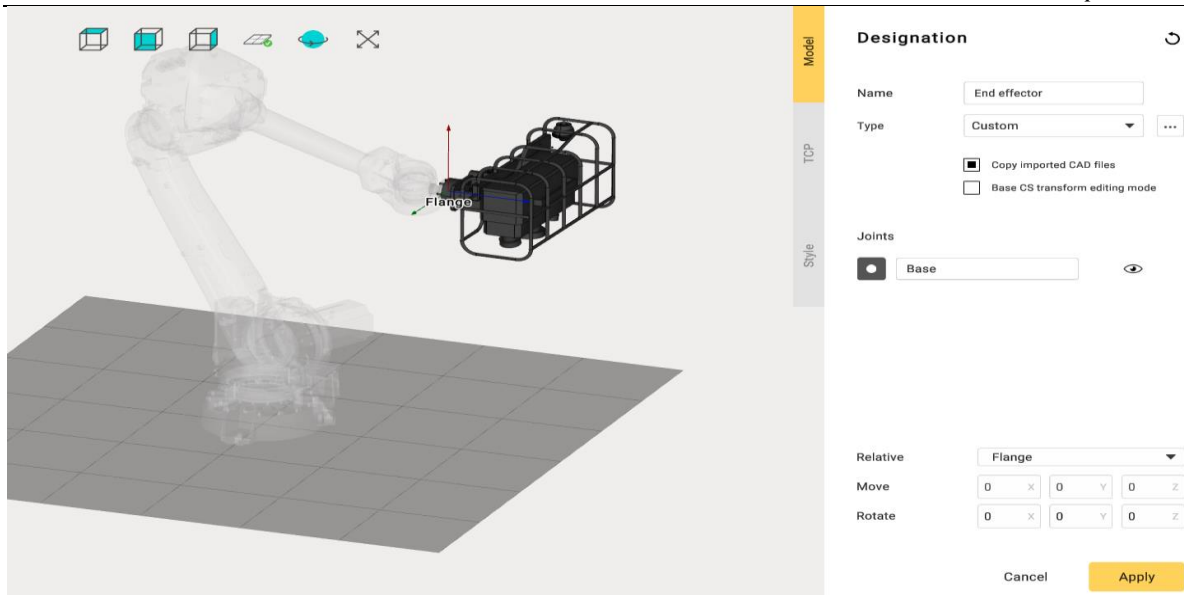 Designation
Name End effector
Type Custom ...
Copy imported CAD files
Base CS transform editing mode
Joints
Base
Relative Flange
Move 0 X 0 Y 0 Z
Rotate 0 X 0 Y 0 Z
Cancel Apply
Model
TCP
Style
Flange